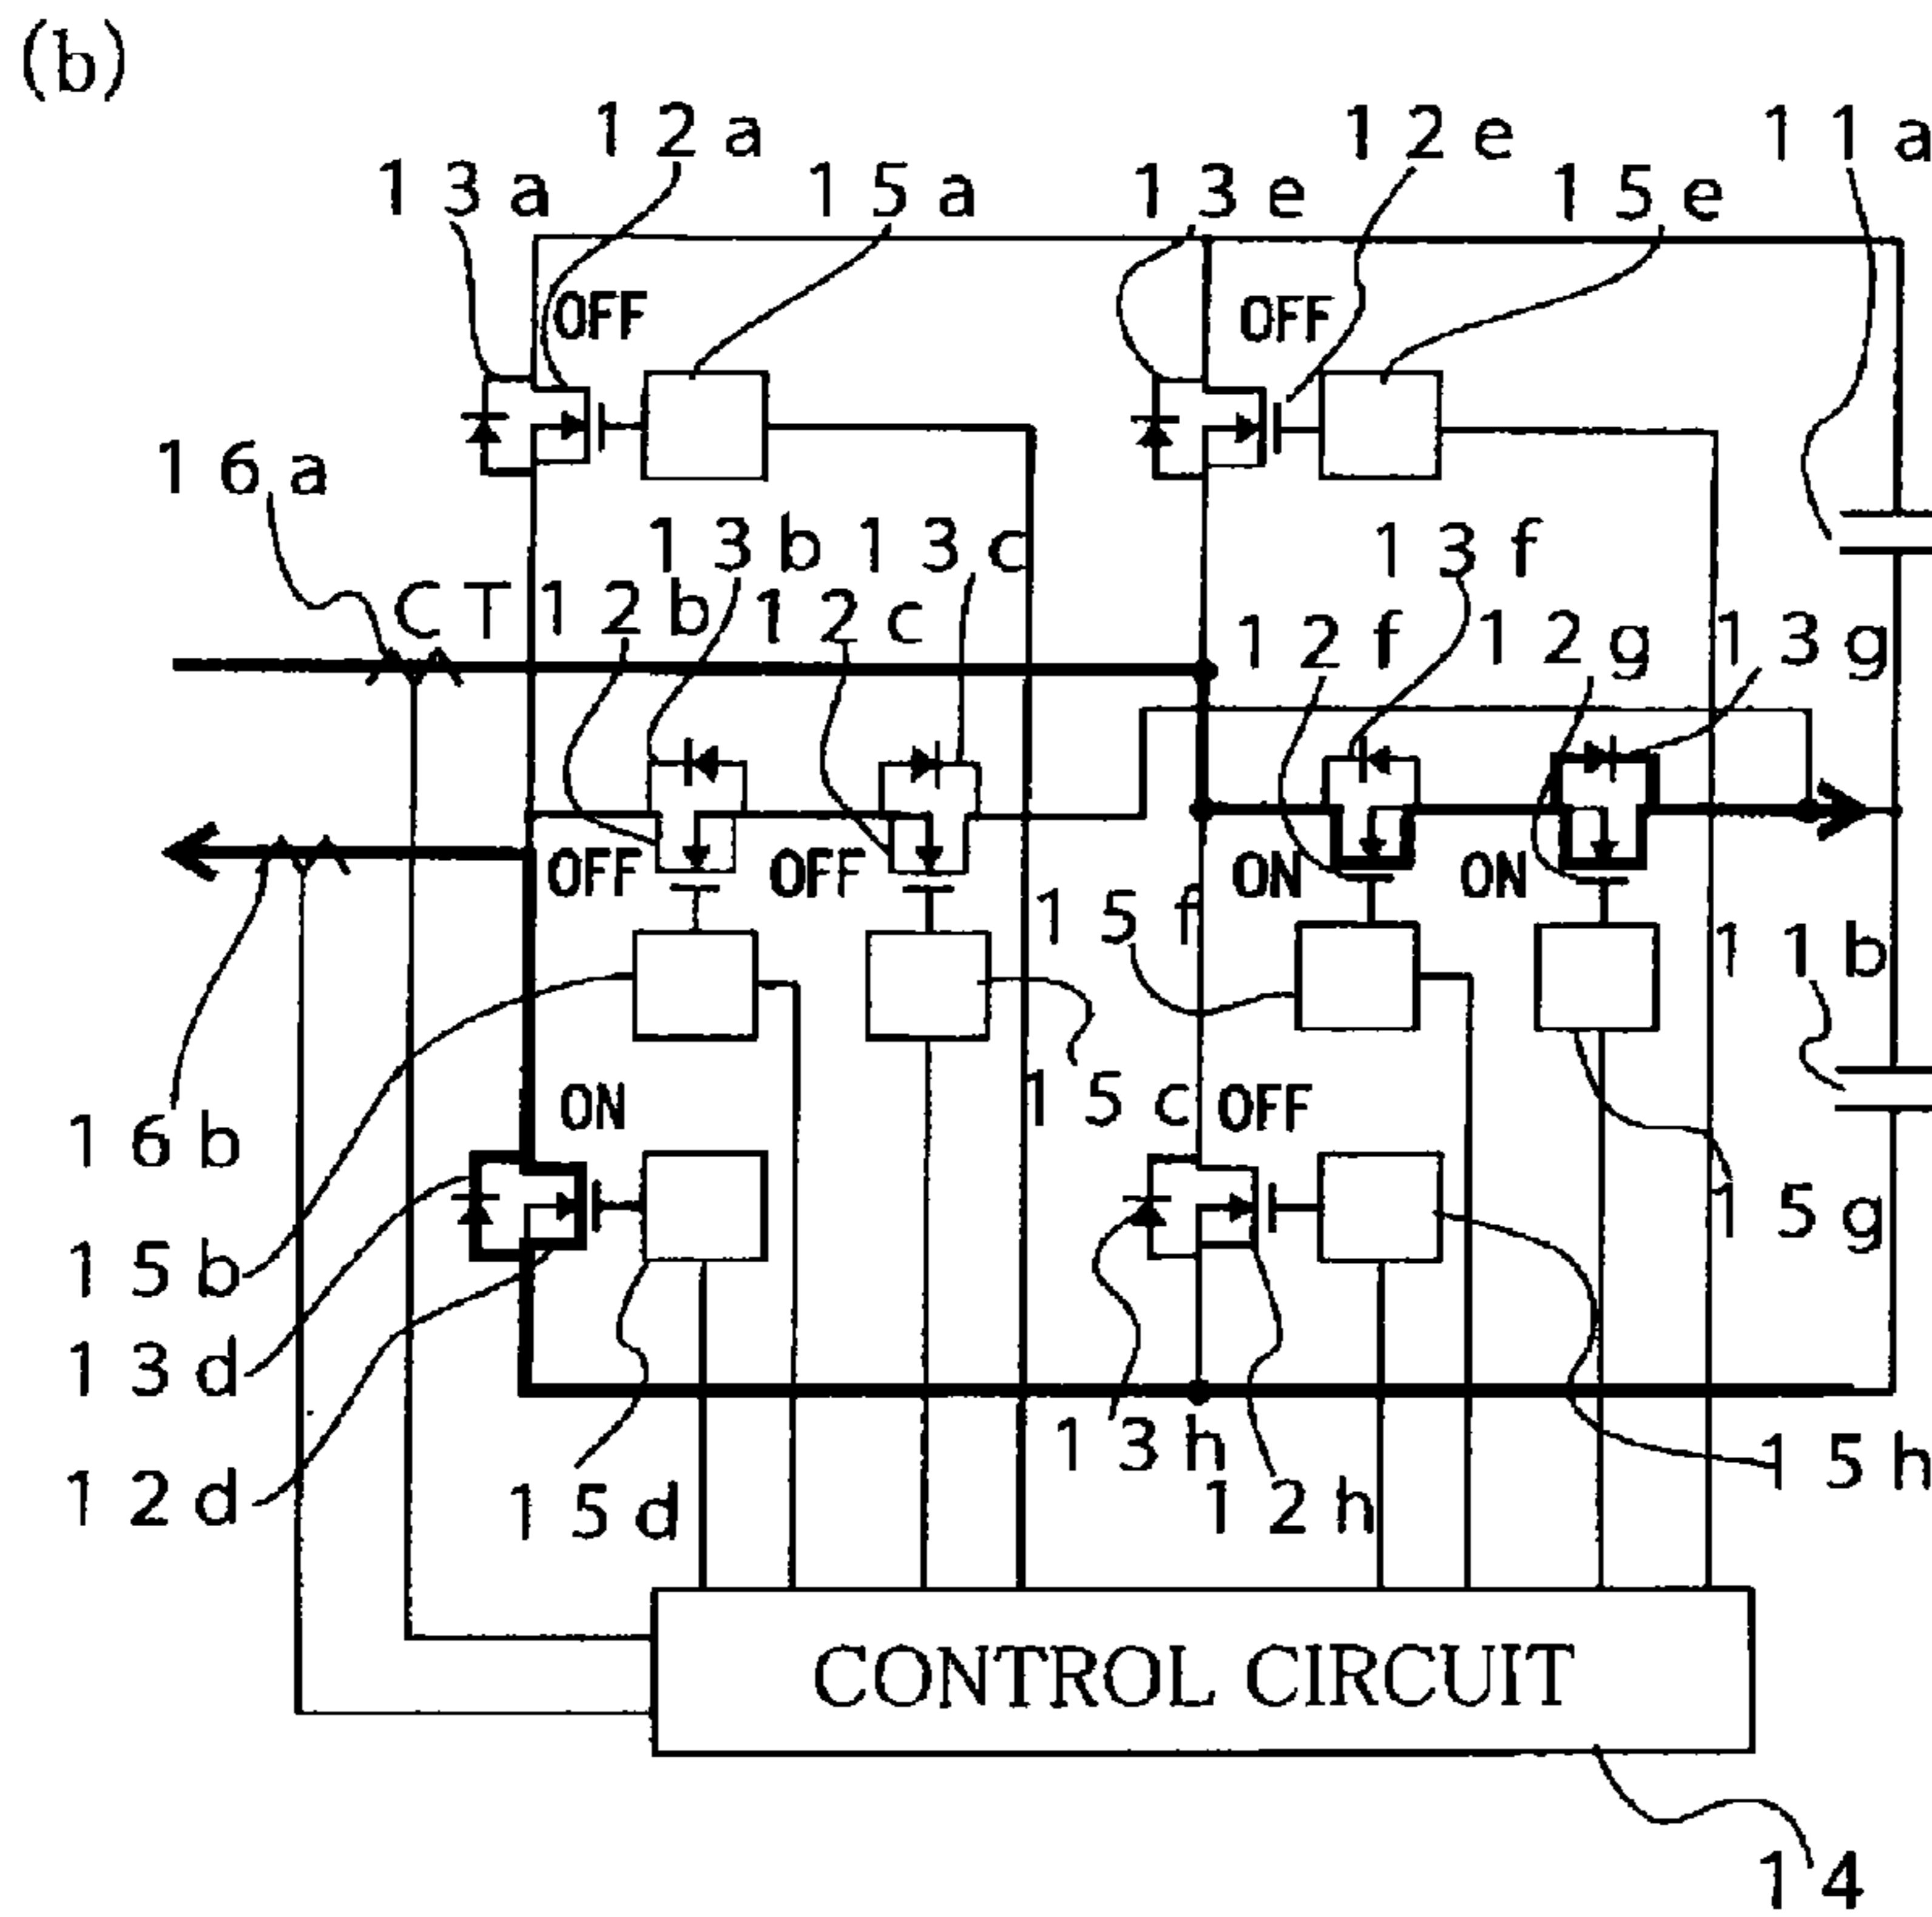 (b)
12a 12e 11a
13a 15a 13e 15e
OFF OFF
16a
13b 13c 13f
CT 12b 12c 12f 12g 13g
OFF OFF ON ON
15f 11b
ON 15c OFF
16b
15g
15b
13d
13h 15h
12d 15d 12h
CONTROL CIRCUIT
14